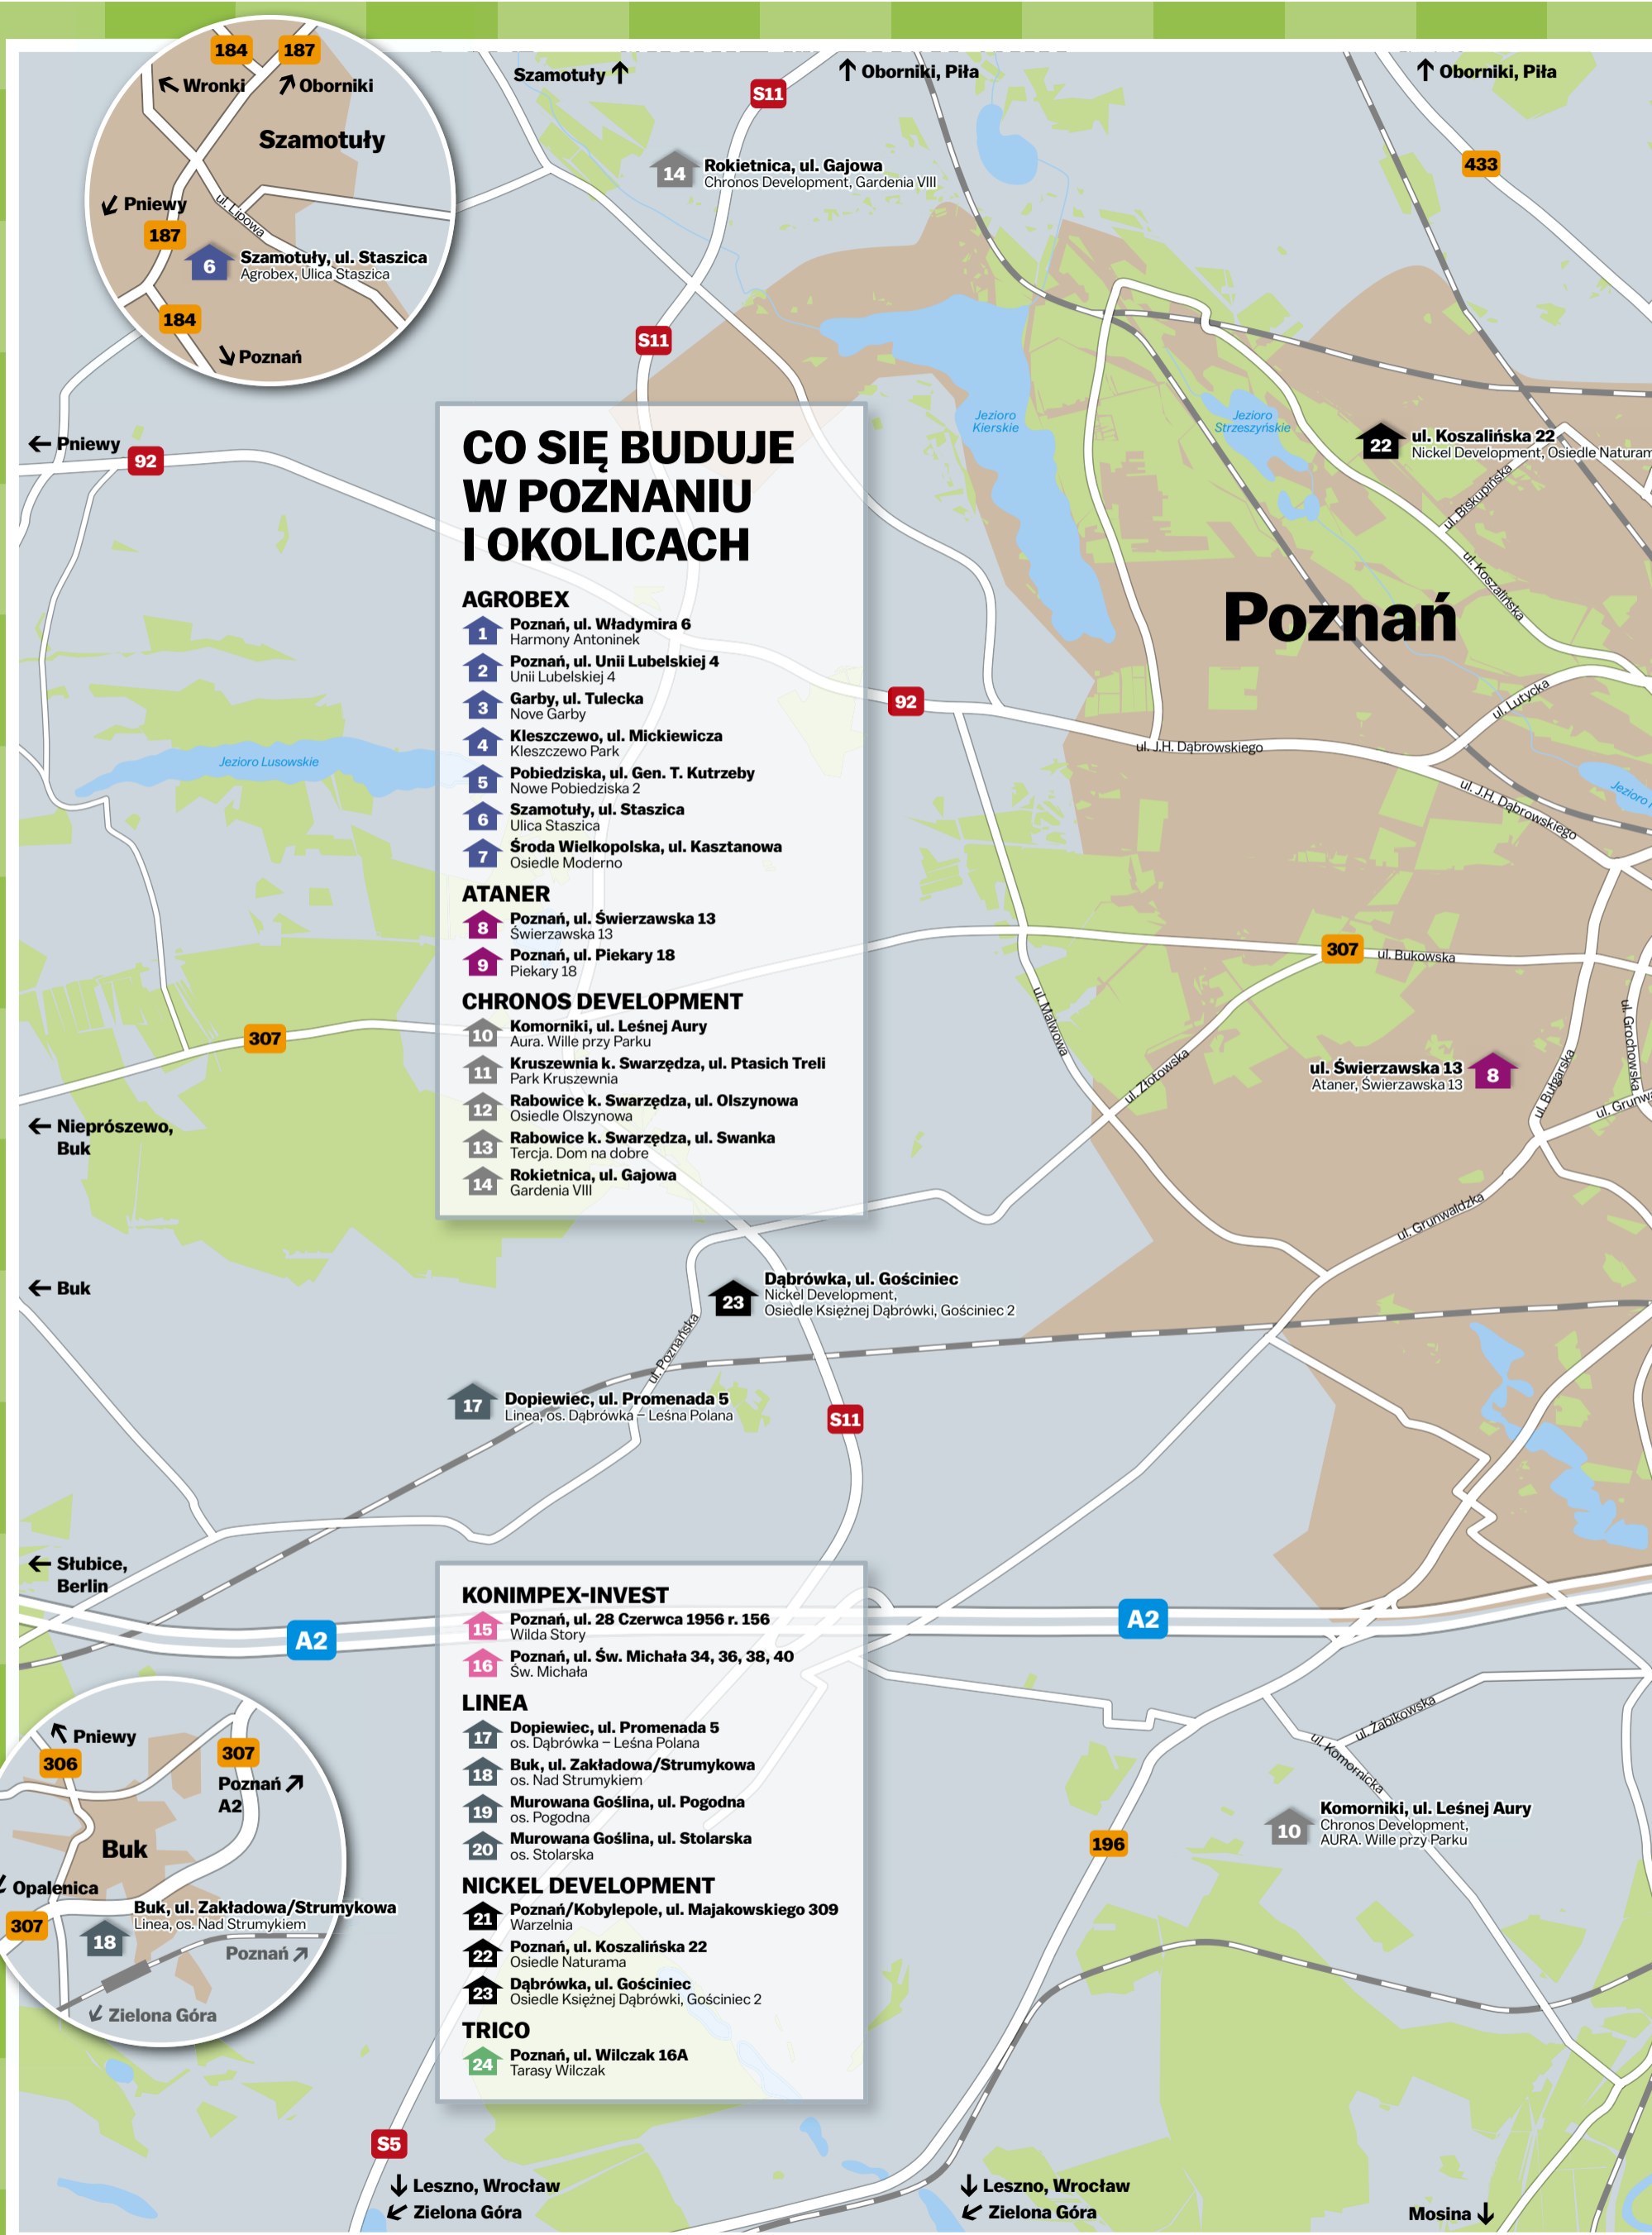 184
187
Wronki
Oborniki
Szamotuły
Pniewy
187
ul. Lipowa
6
Szamotuły, ul. Staszica
Agrobex, Ulica Staszica
184
Poznań
Szamotuły
S11
Oborniki, Piła
Oborniki, Piła
433
14
Rokietnica, ul. Gajowa
Chronos Development, Gardenia VIII
S11
Pniewy
92
Jezioro
Kierskie
Jezioro
Strzeszyńskie
22
ul. Koszalińska 22
Nickel Development, Osiedle Naturam
ul. Biskupińska
ul. Koszalińska
Poznań
CO SIĘ BUDUJE
W POZNANIU
I OKOLICACH
AGROBEX
1
Poznań, ul. Władymira 6
Harmony Antoninek
2
Poznań, ul. Unii Lubelskiej 4
Unii Lubelskiej 4
3
Garby, ul. Tulecka
Nove Garby
4
Kleszczewo, ul. Mickiewicza
Kleszczewo Park
5
Pobiedziska, ul. Gen. T. Kutrzeby
Nowe Pobiedziska 2
6
Szamotuły, ul. Staszica
Ulica Staszica
7
Środa Wielkopolska, ul. Kasztanowa
Osiedle Moderno
ATANER
8
Poznań, ul. Świerzawska 13
Świerzawska 13
9
Poznań, ul. Piekary 18
Piekary 18
CHRONOS DEVELOPMENT
10
Komorniki, ul. Leśnej Aury
Aura. Wille przy Parku
11
Kruszewnia k. Swarzędza, ul. Ptasich Treli
Park Kruszewnia
12
Rabowice k. Swarzędza, ul. Olszynowa
Osiedle Olszynowa
13
Rabowice k. Swarzędza, ul. Swanka
Tercja. Dom na dobre
14
Rokietnica, ul. Gajowa
Gardenia VIII
92
ul. Lutycka
ul. J.H. Dąbrowskiego
ul. J.H. Dąbrowskiego
Jezioro
Jezioro Lusowskie
307
ul. Bukowska
ul. Malwowa
ul. Złotowska
ul. Grochowska
ul. Bułgarska
ul. Grunwa
ul. Świerzawska 13
Ataner, Świerzawska 13
8
307
Nieprószewo,
Buk
ul. Grunwaldzka
Buk
23
Dąbrówka, ul. Gościniec
Nickel Development,
Osiedle Księżnej Dąbrówki, Gościniec 2
ul. Poznańska
17
Dopiewiec, ul. Promenada 5
Linea, os. Dąbrówka – Leśna Polana
S11
Słubice,
Berlin
A2
A2
KONIMPEX-INVEST
15
Poznań, ul. 28 Czerwca 1956 r. 156
Wilda Story
16
Poznań, ul. Św. Michała 34, 36, 38, 40
Św. Michała
LINEA
17
Dopiewiec, ul. Promenada 5
os. Dąbrówka – Leśna Polana
18
Buk, ul. Zakładowa/Strumykowa
os. Nad Strumykiem
19
Murowana Goślina, ul. Pogodna
os. Pogodna
20
Murowana Goślina, ul. Stolarska
os. Stolarska
NICKEL DEVELOPMENT
21
Poznań/Kobylepole, ul. Majakowskiego 309
Warzelnia
22
Poznań, ul. Koszalińska 22
Osiedle Naturama
23
Dąbrówka, ul. Gościniec
Osiedle Księżnej Dąbrówki, Gościniec 2
TRICO
24
Poznań, ul. Wilczak 16A
Tarasy Wilczak
Pniewy
306
307
Poznań
A2
Buk
Opalenica
307
Buk, ul. Zakładowa/Strumykowa
Linea, os. Nad Strumykiem
18
Poznań
Zielona Góra
ul. Żabikowska
ul. Komornicka
10
Komorniki, ul. Leśnej Aury
Chronos Development,
AURA. Wille przy Parku
196
S5
Leszno, Wrocław
Zielona Góra
Leszno, Wrocław
Zielona Góra
Mosina